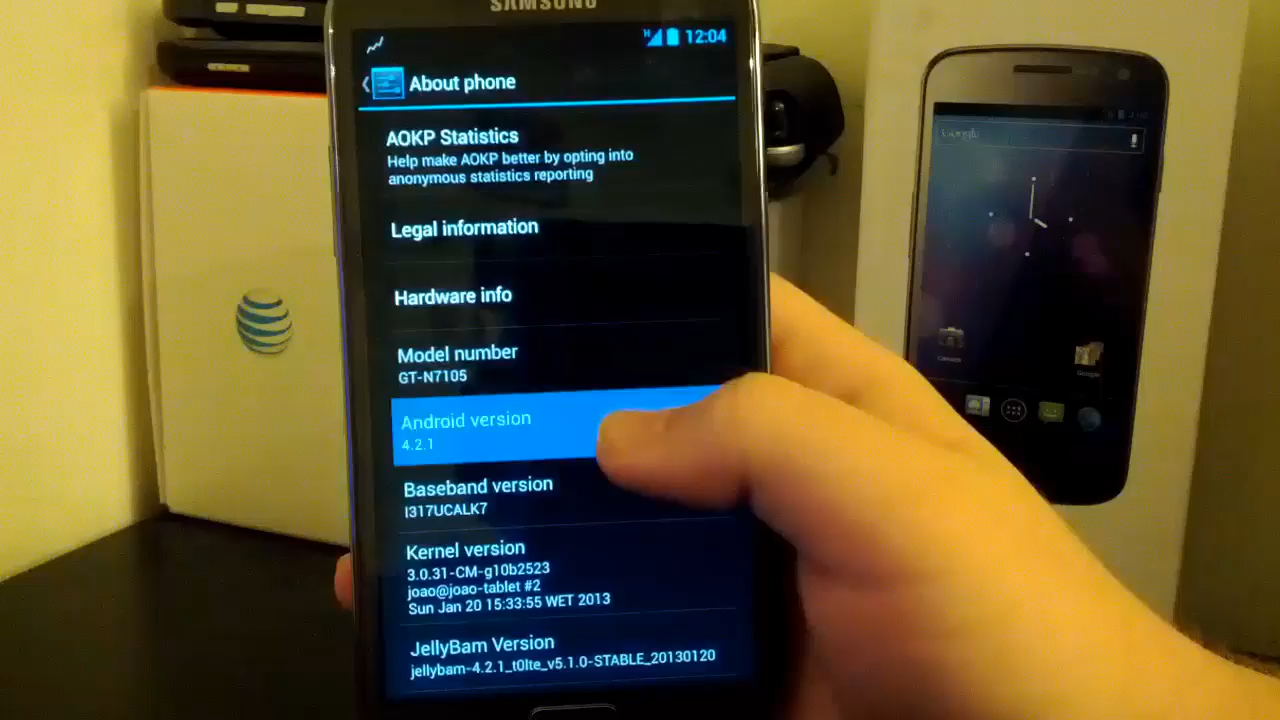 SAMSUNG
H 12:04
About phone
AOKP Statistics
Help make AOKP better by opting into
anonymous statistics reporting
Legal information
Hardware info
Model number
GT-N7105
Android version
4.2.1
Baseband version
I317UCALK7
Kernel version
3.0.31-CM-g10b2523
joao@joao-tablet #2
Sun Jan 20 15:33:55 WET 2013
JellyBam Version
jellybam-4.2.1_t0lte_v5.1.0-STABLE_20130120
Google
Camera
Google